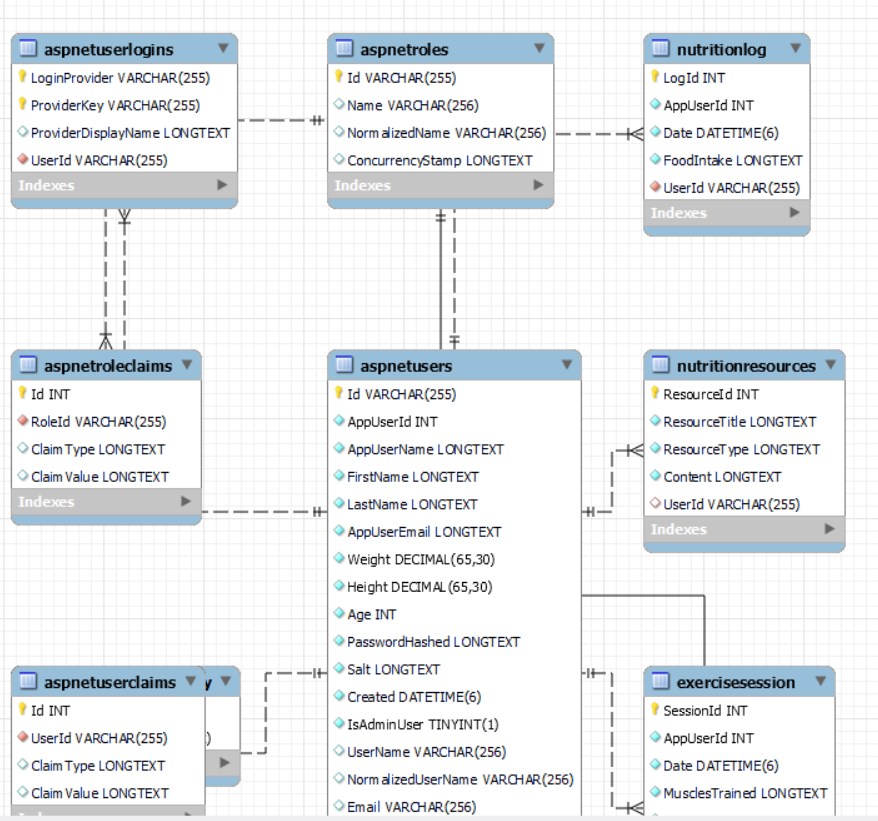 aspnetuserlogins
LoginProvider VARCHAR(255)
ProviderKey VARCHAR(255)
ProviderDisplayName LONGTEXT
UserId VARCHAR(255)
Indexes
aspnetroles
Id VARCHAR(255)
Name VARCHAR(256)
NormalizedName VARCHAR(256)
ConcurrencyStamp LONGTEXT
Indexes
nutritionlog
LogId INT
AppUserId INT
Date DATETIME(6)
FoodIntake LONGTEXT
UserId VARCHAR(255)
Indexes
aspnetroleclaims
Id INT
RoleId VARCHAR(255)
ClaimType LONGTEXT
ClaimValue LONGTEXT
Indexes
aspnetusers
Id VARCHAR(255)
AppUserId INT
AppUserName LONGTEXT
FirstName LONGTEXT
LastName LONGTEXT
AppUserEmail LONGTEXT
Weight DECIMAL(65,30)
Height DECIMAL(65,30)
Age INT
PasswordHashed LONGTEXT
Salt LONGTEXT
Created DATETIME(6)
IsAdminUser TINYINT(1)
UserName VARCHAR(256)
NormalizedUserName VARCHAR(256)
Email VARCHAR(256)
nutritionresources
ResourceId INT
ResourceTitle LONGTEXT
ResourceType LONGTEXT
Content LONGTEXT
UserId VARCHAR(255)
Indexes
aspnetuserclaims
y
Id INT
UserId VARCHAR(255)
)
ClaimType LONGTEXT
ClaimValue LONGTEXT
exercisesession
SessionId INT
AppUserId INT
Date DATETIME(6)
MusclesTrained LONGTEXT